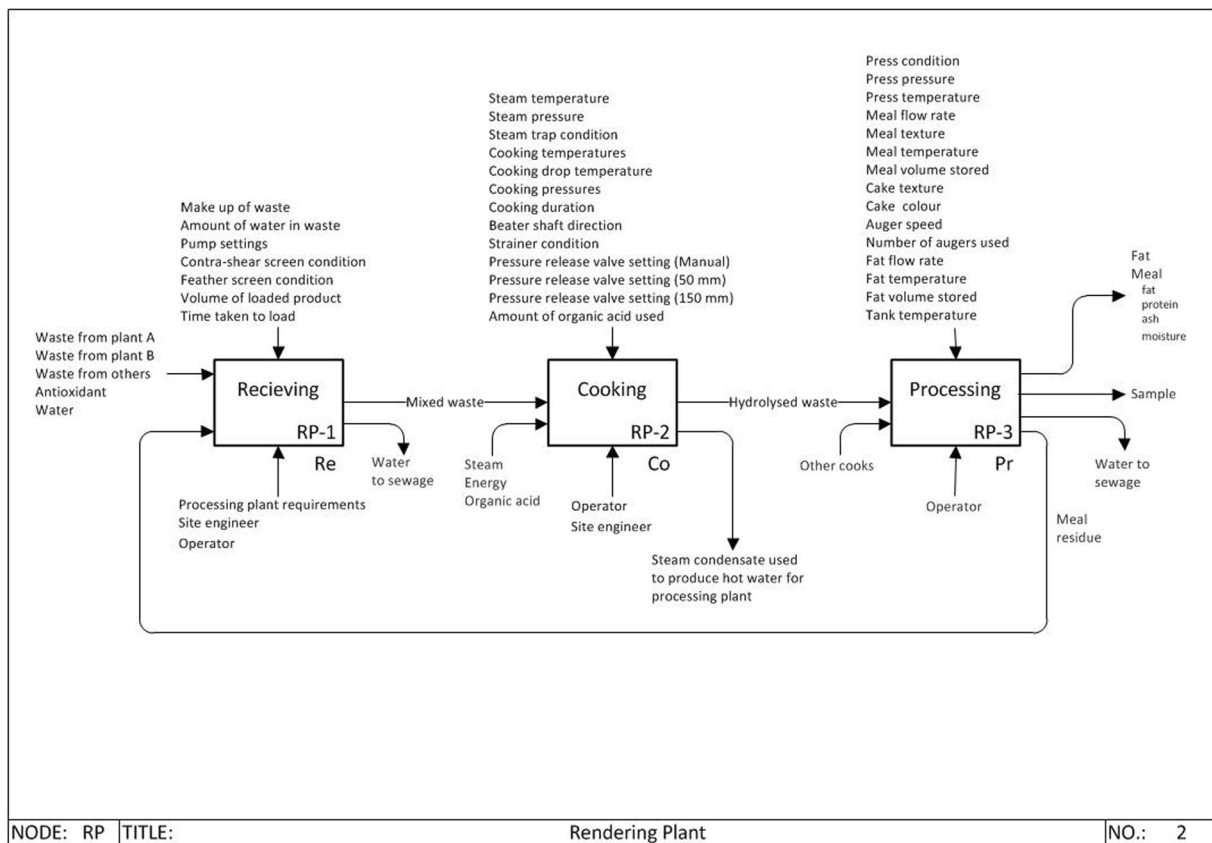 Press condition
Press pressure
Press temperature
Meal flow rate
Meal texture
Meal temperature
Meal volume stored
Cake texture
Cake  colour
Auger speed
Number of augers used
Fat flow rate
Fat temperature
Fat volume stored
Tank temperature
Steam temperature
Steam pressure
Steam trap condition
Cooking temperatures
Cooking drop temperature
Cooking pressures
Cooking duration
Beater shaft direction
Strainer condition
Pressure release valve setting (Manual)
Pressure release valve setting (50 mm)
Pressure release valve setting (150 mm)
Amount of organic acid used
Make up of waste
Amount of water in waste
Pump settings
Contra-shear screen condition
Feather screen condition
Volume of loaded product
Time taken to load
Waste from plant A
Waste from plant B
Waste from others
Antioxidant
Water
Recieving
RP-1
Re
Mixed waste
Water
to sewage
Processing plant requirements
Site engineer
Operator
Cooking
RP-2
Co
Steam
Energy
Organic acid
Operator
Site engineer
Hydrolysed waste
Steam condensate used
to produce hot water for
processing plant
Processing
RP-3
Pr
Other cooks
Operator
Fat
Meal
fat
protein
ash
moisture
Sample
Water to
sewage
Meal
residue
NODE: RP TITLE: Rendering Plant NO.: 2